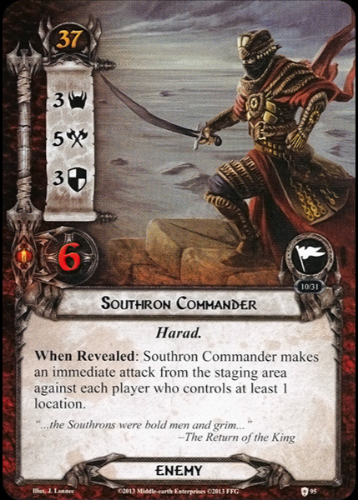 37
3
5
3
6
10/31
Southron Commander
Harad.
When Revealed: Southron Commander makes
an immediate attack from the staging area
against each player who controls at least 1
location.
"...the Southrons were bold men and grim..."
–The Return of the King
ENEMY
Illus. J. Lonnee
©2013 Middle-earth Enterprises ©2013 FFG
95